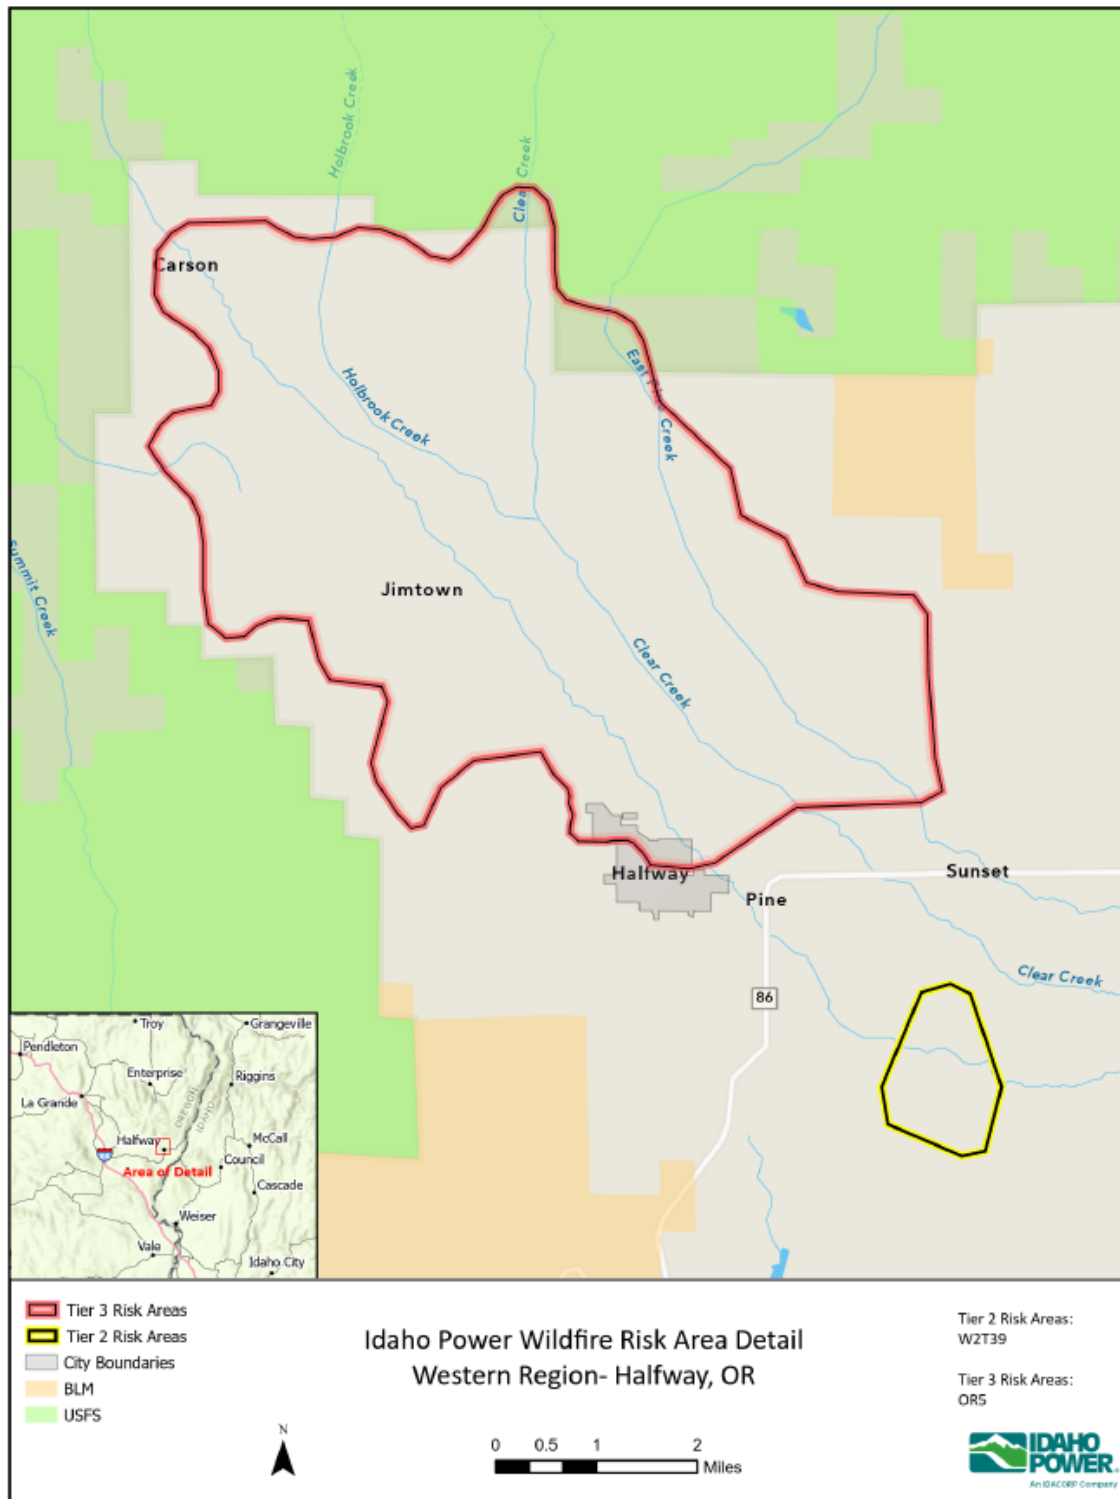 Holbrook Creek
Clear Creek
Carson
East Pine Creek
Holbrook Creek
Summit Creek
Jimtown
Clear Creek
Halfway
Sunset
Pine
Clear Creek
86
Troy
Grangeville
Pendleton
Enterprise
Riggins
La Grande
OREGON
IDAHO
Halfway
McCall
Area of Detail
Council
Cascade
Weiser
Vale
Idaho City
Tier 3 Risk Areas
Tier 2 Risk Areas
City Boundaries
BLM
USFS
Idaho Power Wildfire Risk Area Detail
Western Region- Halfway, OR
N
0 0.5 1 2
Miles
Tier 2 Risk Areas:
W2T39
Tier 3 Risk Areas:
OR5
IDAHO
POWER.
An IDACORP Company